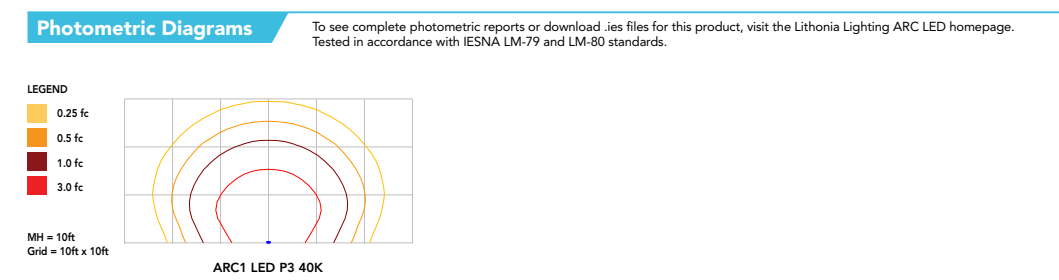 Photometric Diagrams
To see complete photometric reports or download .ies files for this product, visit the Lithonia Lighting ARC LED homepage.
Tested in accordance with IESNA LM-79 and LM-80 standards.
LEGEND
0.25 fc
0.5 fc
1.0 fc
3.0 fc
MH = 10ft
Grid = 10ft x 10ft
ARC1 LED P3 40K